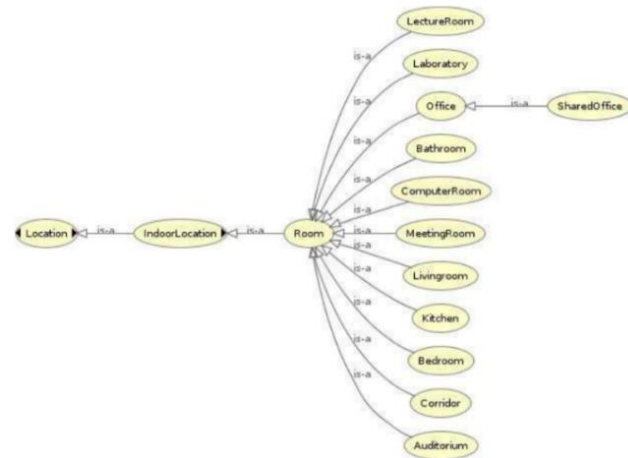 LectureRoom
is-a
Laboratory
is-a
Office
is-a
SharedOffice
is-a
Bathroom
is-a
is-a
ComputerRoom
is-a
Location
is-a
IndoorLocation
is-a
Room
is-a
MeetingRoom
is-a
Livingroom
is-a
Kitchen
is-a
Bedroom
is-a
Corridor
is-a
Auditorium